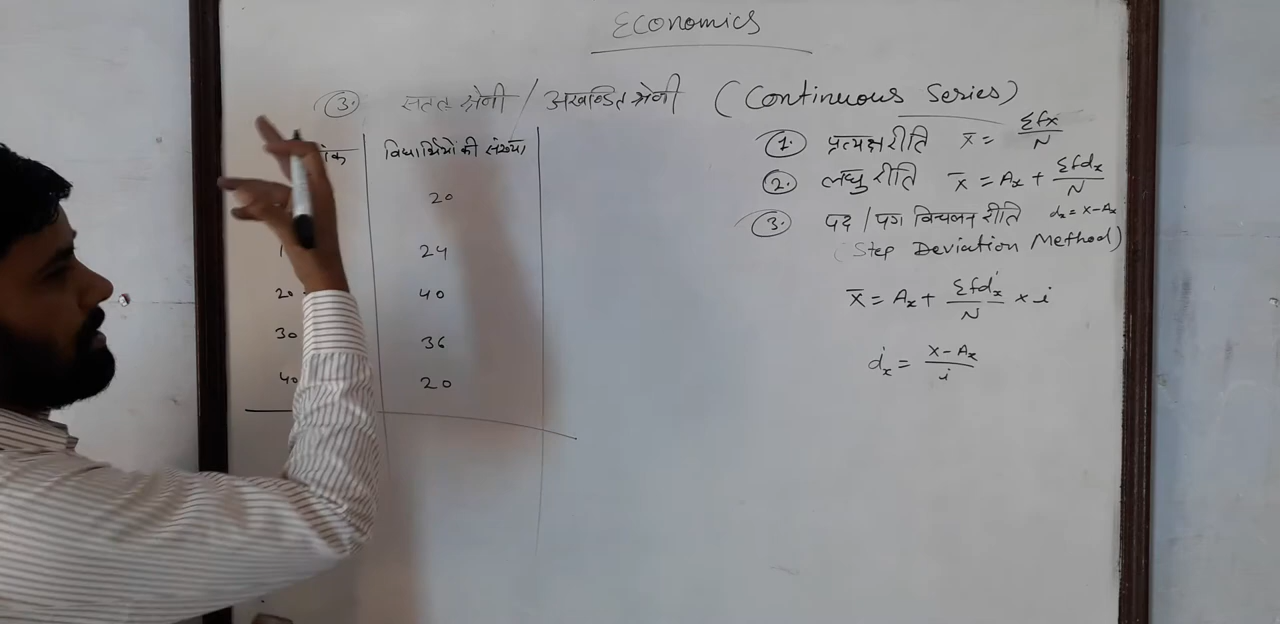 Economics
3. सतत श्रेणी / अखण्डित श्रेणी (Continuous Series)
विद्यार्थियों की संख्या
20
24
20 40
30 36
40 20
1. प्रत्यक्ष रीति x̄ = Σfx/N
2. लघु रीति x̄ = Ax + Σfdx/N
3. पद / पग विचलन रीति dx = x - Ax
(Step Deviation Method)
x̄ = Ax + Σfd'x/N × i
d'x = x - Ax/i